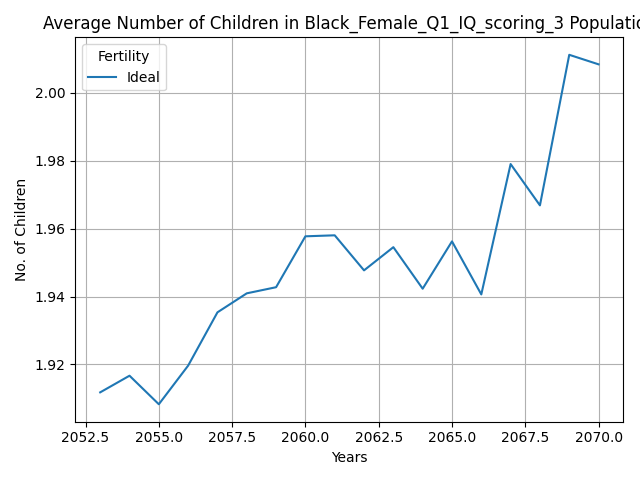 Average Number of Children in Black_Female_Q1_IQ_scoring_3 Populatio
Fertility
Ideal
No. of Children
2.00
1.98
1.96
1.94
1.92
2052.5 2055.0 2057.5 2060.0 2062.5 2065.0 2067.5 2070.0
Years